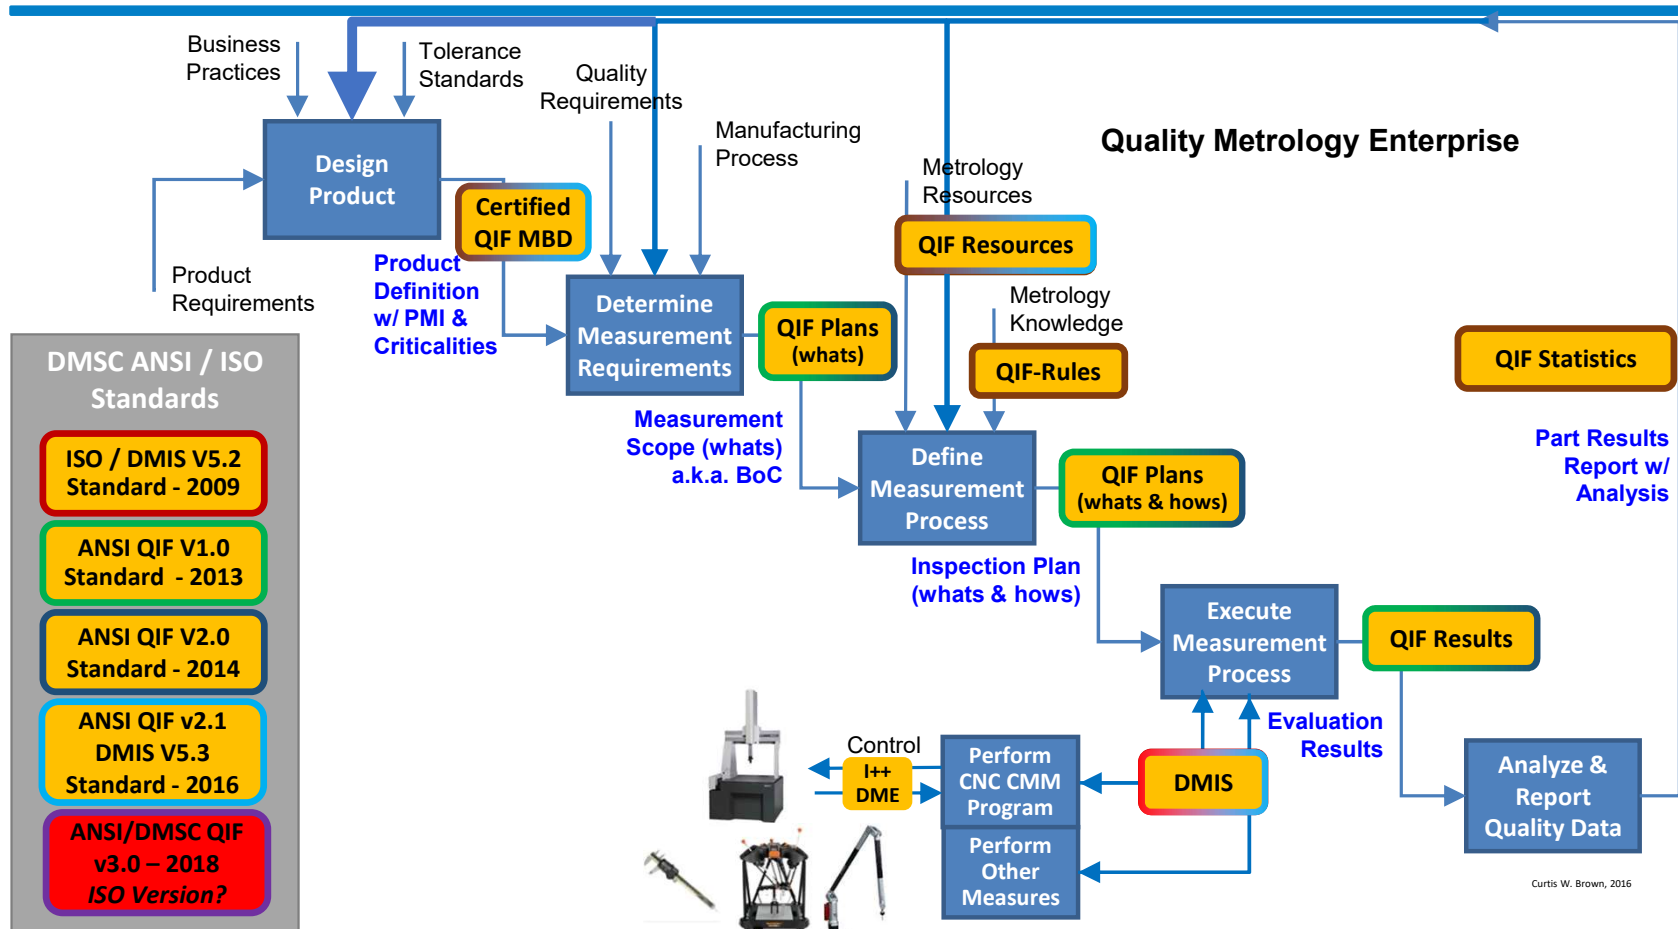 Business
Practices
Tolerance
Standards
Quality
Requirements
Manufacturing
Process
Quality Metrology Enterprise
Design
Product
Certified
QIF MBD
Metrology
Resources
QIF Resources
Product
Requirements
Product
Definition
w/ PMI &
Criticalities
Determine
Measurement
Requirements
QIF Plans
(whats)
Metrology
Knowledge
QIF-Rules
QIF Statistics
DMSC ANSI / ISO
Standards
ISO / DMIS V5.2
Standard - 2009
ANSI QIF V1.0
Standard - 2013
ANSI QIF V2.0
Standard - 2014
ANSI QIF v2.1
DMIS V5.3
Standard - 2016
ANSI/DMSC QIF
v3.0 – 2018
ISO Version?
Measurement
Scope (whats)
a.k.a. BoC
Define
Measurement
Process
QIF Plans
(whats & hows)
Part Results
Report w/
Analysis
Inspection Plan
(whats & hows)
Execute
Measurement
Process
QIF Results
Evaluation
Results
Control
I++
DME
Perform
CNC CMM
Program
DMIS
Analyze &
Report
Quality Data
Perform
Other
Measures
Curtis W. Brown, 2016